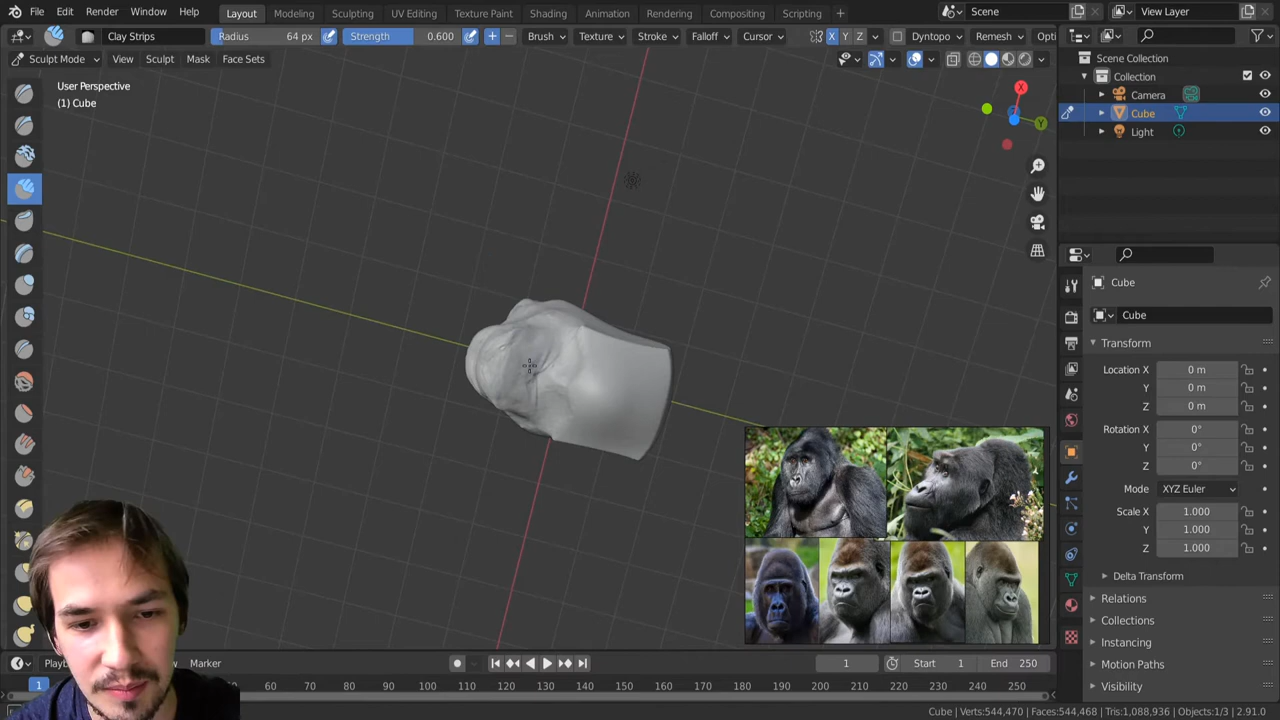 File Edit Render Window Help Layout Modeling Sculpting UV Editing Texture Paint Shading Animation Rendering Compositing Scripting + Scene View Layer
Clay Strips Radius 64 px Strength 0.600 Brush Texture Stroke Falloff Cursor X Y Z Dyntopo Remesh Opti
Sculpt Mode View Sculpt Mask Face Sets
User Perspective
(1) Cube
X
Y
Scene Collection
Collection
Camera
Cube
Light
Cube
Cube
Transform
Location X 0 m
Y 0 m
Z 0 m
Rotation X 0°
Y 0°
Z 0°
Mode XYZ Euler
Scale X 1.000
Y 1.000
Z 1.000
Delta Transform
Relations
Collections
Instancing
Motion Paths
Visibility
Marker 1 Start 1 End 250
1 70 80 90 100 110 120 130 140 150 160 170 180 190 200 210 220 230 240 250
Cube | Verts:544,470 | Faces:544,468 | Tris:1,088,936 | Objects:1/3 | 2.91.0